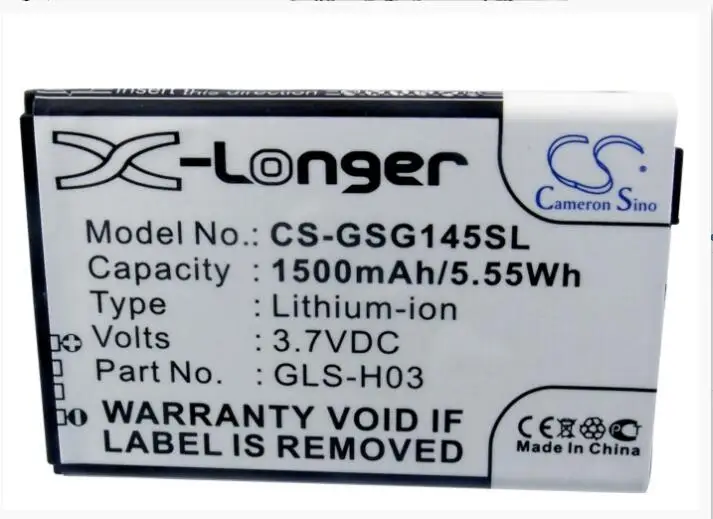 X-Longer
CS
Cameron Sino
Model No.: CS-GSG145SL
Capacity : 1500mAh/5.55Wh
Type : Lithium-ion
Volts : 3.7VDC
Part No. : GLS-H03
WARRANTY VOID IF
LABEL IS REMOVED
CE
Made In China